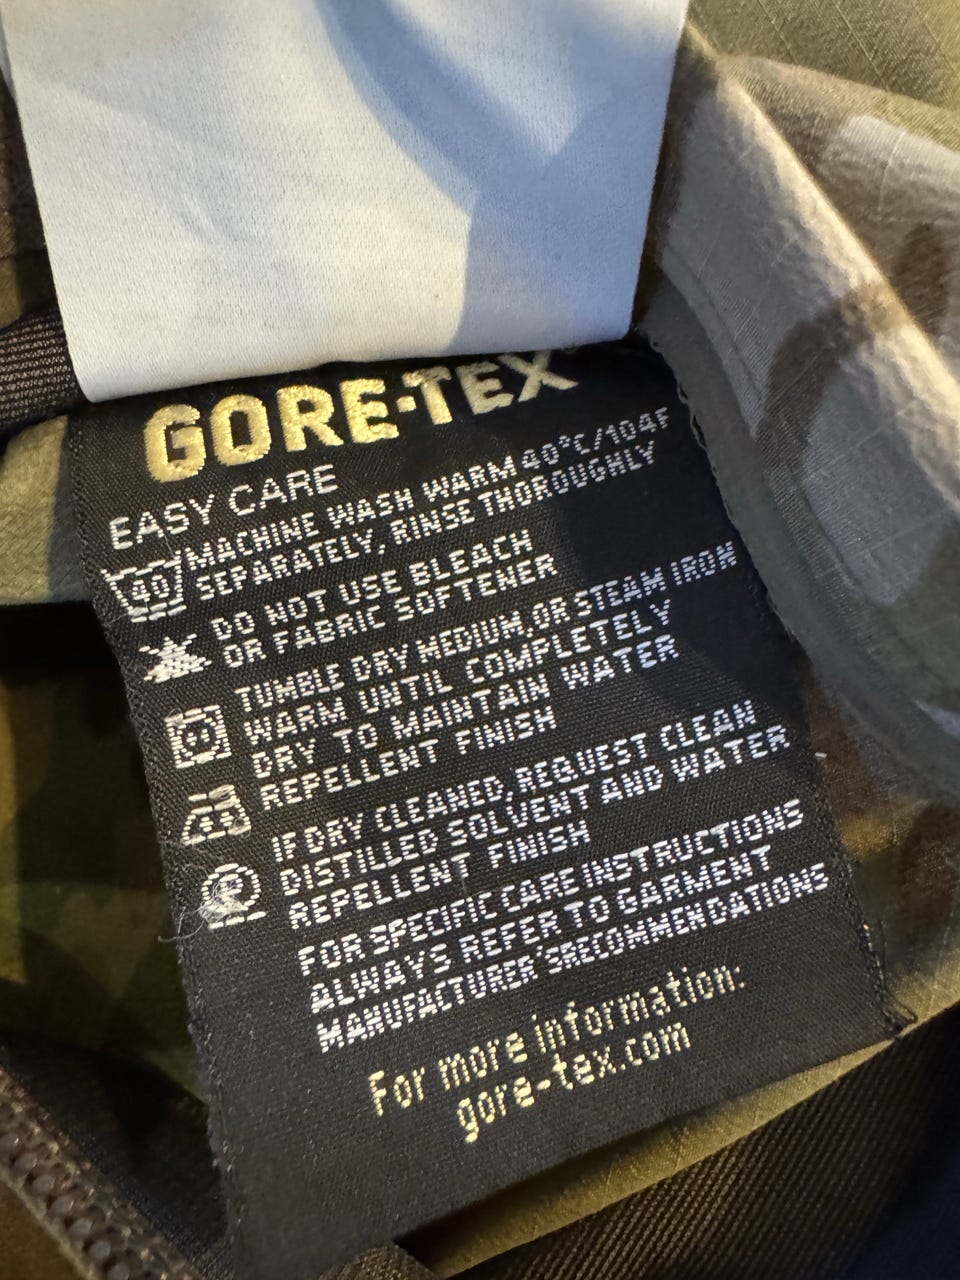 GORE-TEX
EASY CARE
MACHINE WASH WARM 40°C/104F
SEPARATELY, RINSE THOROUGHLY
40
DO NOT USE BLEACH
OR FABRIC SOFTENER
TUMBLE DRY MEDIUM, OR STEAM IRON
WARM UNTIL COMPLETELY
DRY TO MAINTAIN WATER
REPELLENT FINISH
IF DRY CLEANED, REQUEST CLEAN
DISTILLED SOLVENT AND WATER
REPELLENT FINISH
FOR SPECIFIC CARE INSTRUCTIONS
ALWAYS REFER TO GARMENT
MANUFACTURER'S RECOMMENDATIONS
For more information:
gore-tex.com